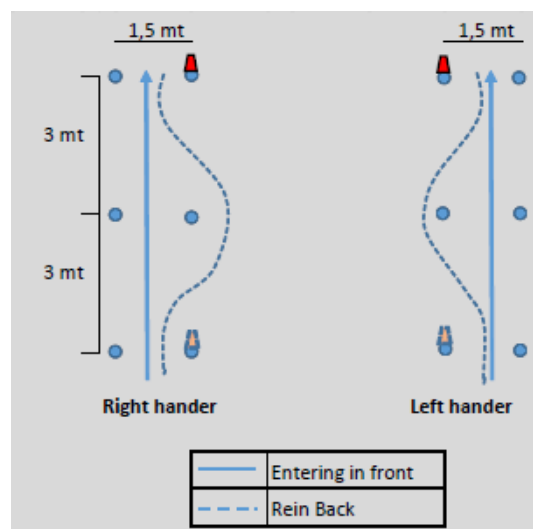 1,5 mt
1,5 mt
3 mt
3 mt
Right hander
Left hander
Entering in front
Rein Back